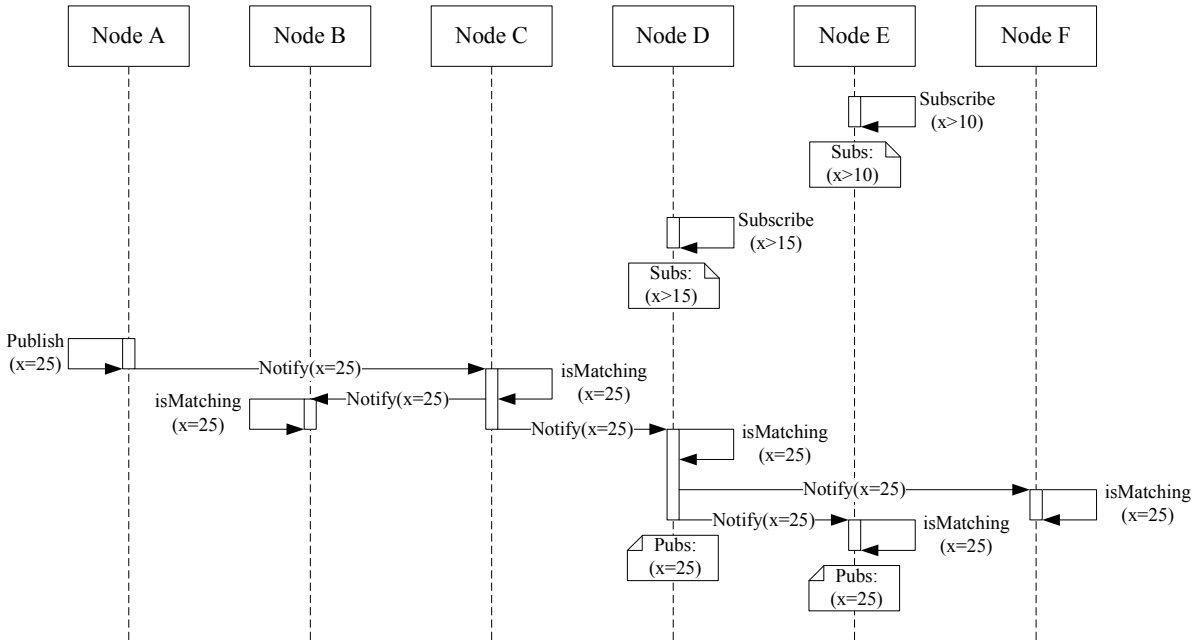 Node A
Node B
Node C
Node D
Node E
Node F
Subscribe
(x>10)
Subs:
(x>10)
Subscribe
(x>15)
Subs:
(x>15)
Publish
(x=25)
Notify(x=25)
isMatching
(x=25)
Notify(x=25)
isMatching
(x=25)
Notify(x=25)
isMatching
(x=25)
Notify(x=25)
isMatching
(x=25)
Notify(x=25)
isMatching
(x=25)
Pubs:
(x=25)
Pubs:
(x=25)